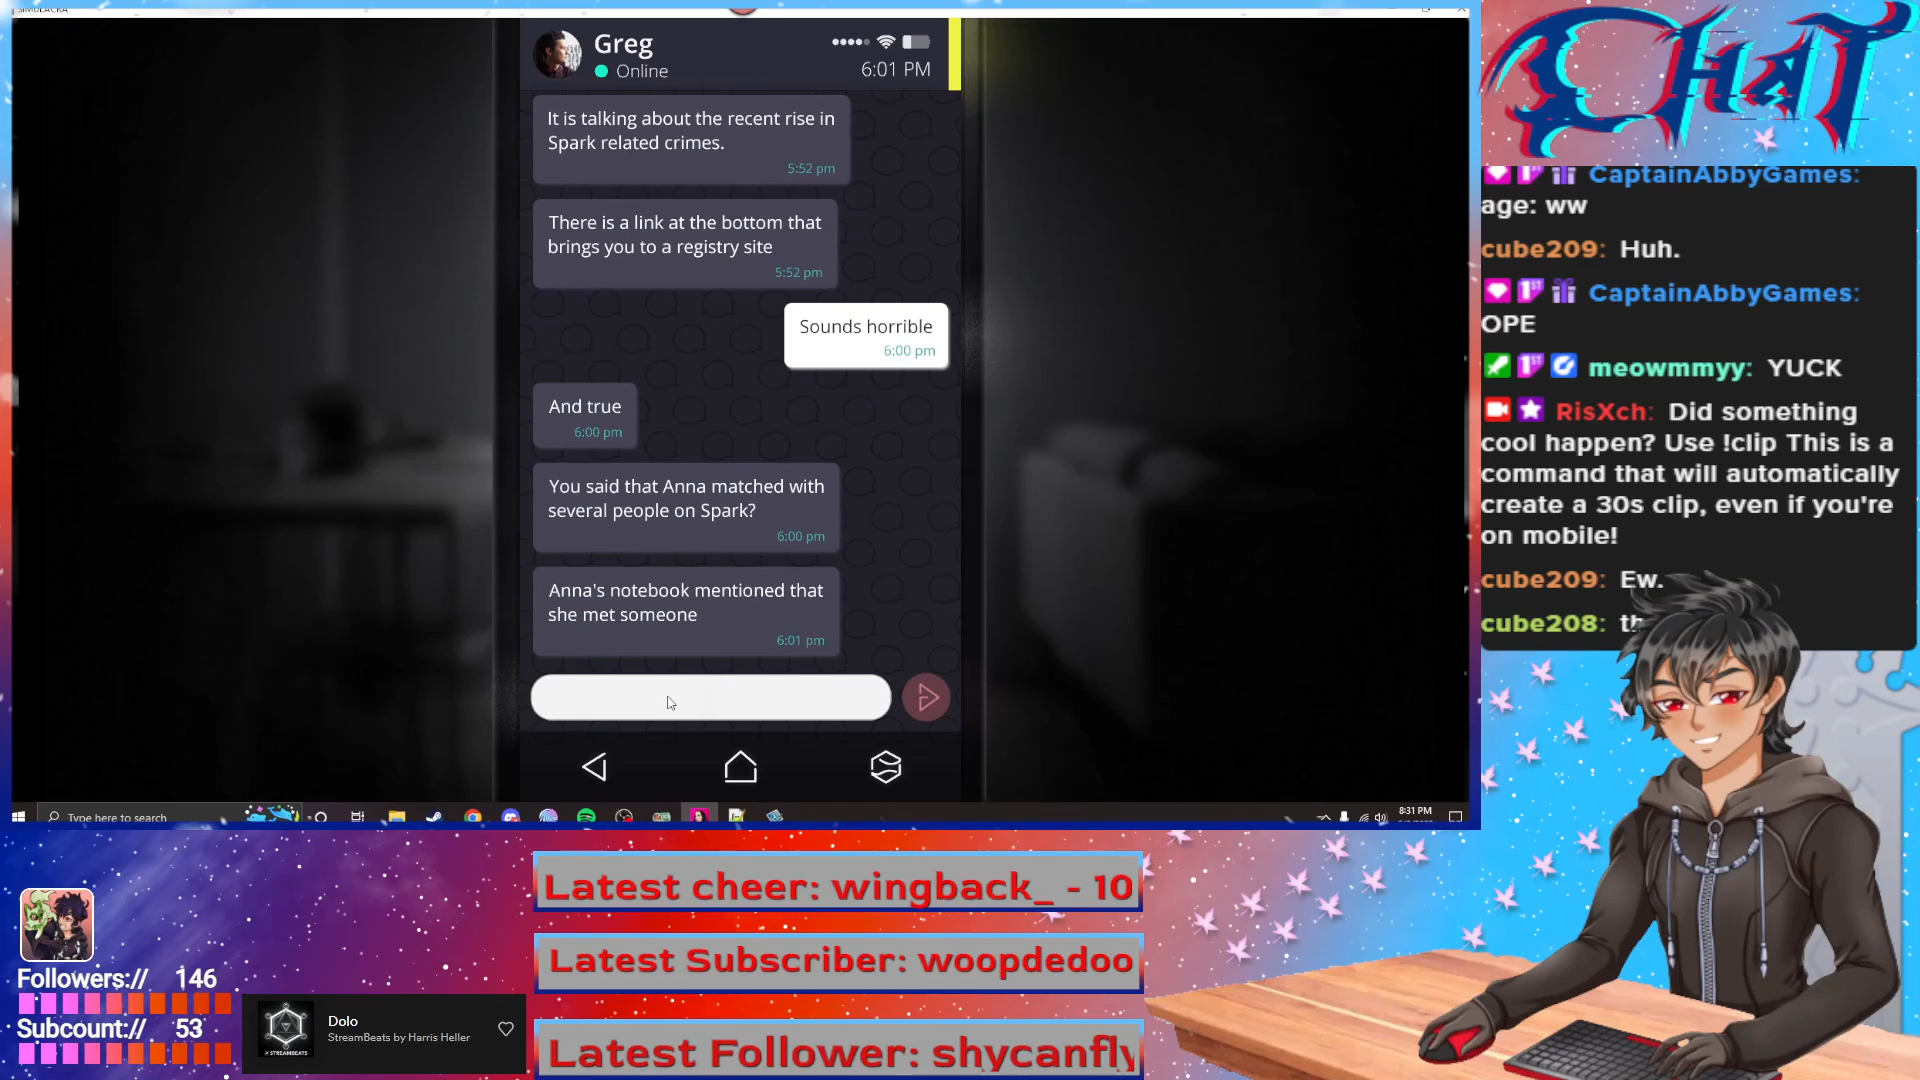 SIMULACRA
Greg
Online
6:01 PM
It is talking about the recent rise in
Spark related crimes.
5:52 pm
There is a link at the bottom that
brings you to a registry site
5:52 pm
Sounds horrible
6:00 pm
And true
6:00 pm
You said that Anna matched with
several people on Spark?
6:00 pm
Anna's notebook mentioned that
she met someone
6:01 pm
Type here to search
8:31 PM
CHAT
CaptainAbbyGames:
age: ww
cube209: Huh.
CaptainAbbyGames:
OPE
meowmmyy: YUCK
RisXch: Did something
cool happen? Use !clip This is a
command that will automatically
create a 30s clip, even if you're
on mobile!
cube209: Ew.
cube208: th
Followers:// 146
Subcount:// 53
Dolo
StreamBeats by Harris Heller
STREAMBEATS
Latest cheer: wingback_ - 10
Latest Subscriber: woopdedoo
Latest Follower: shycanfly